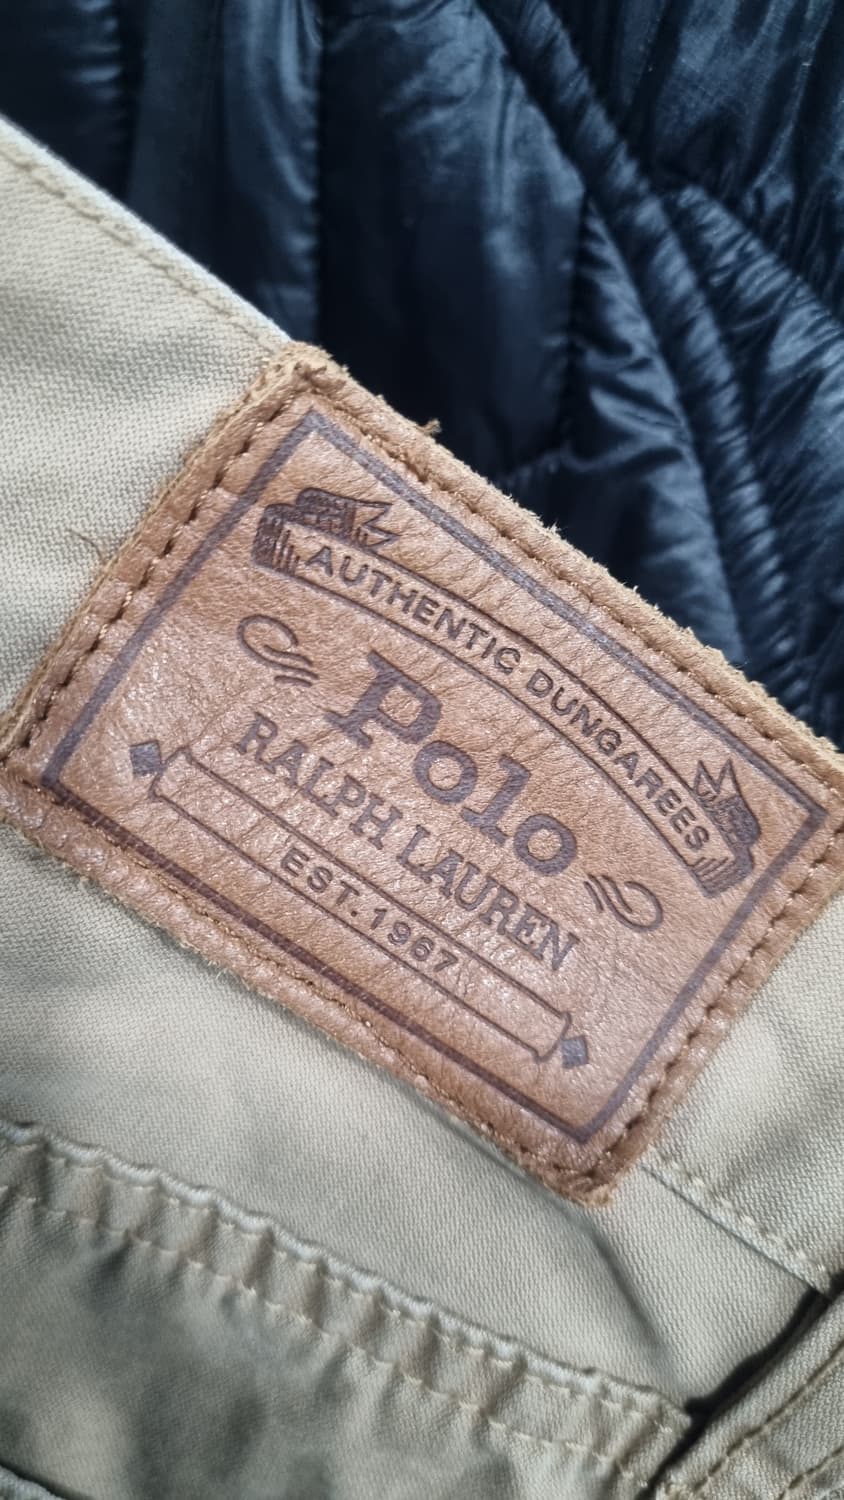 AUTHENTIC DUNGAREES
Polo
RALPH LAUREN
EST. 1967